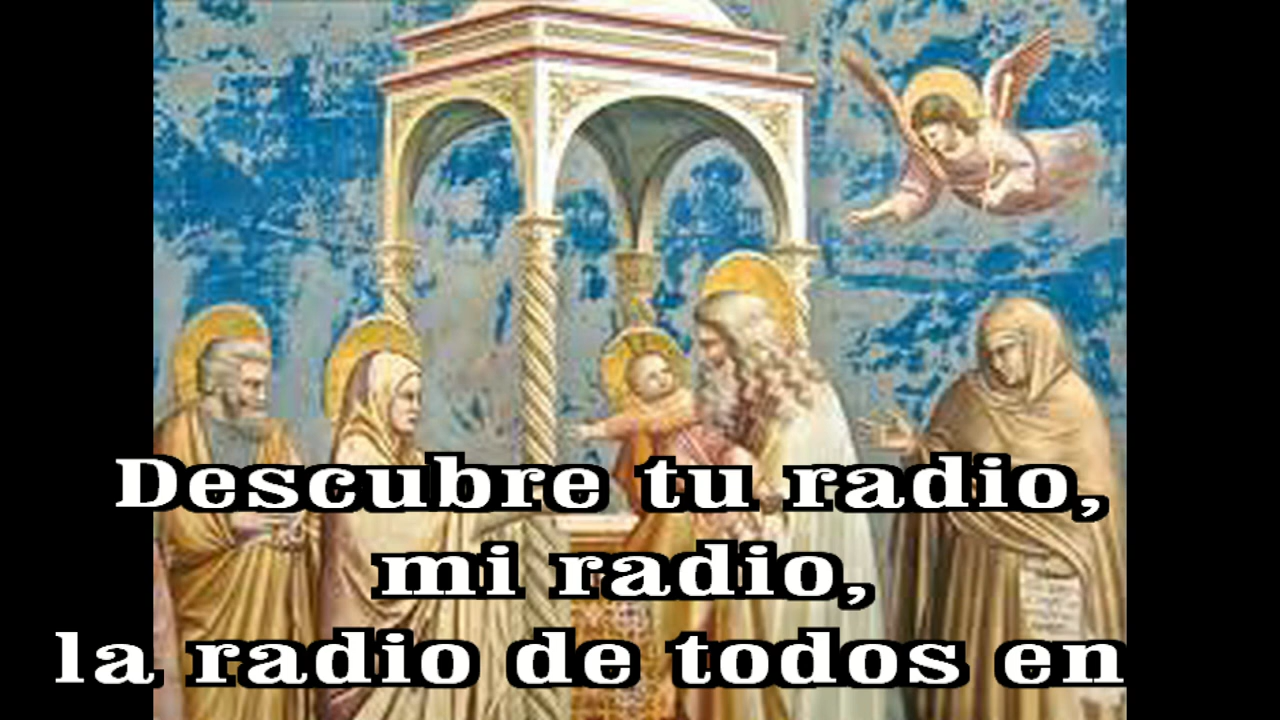 Descubre tu radio,
mi radio,
la radio de todos en